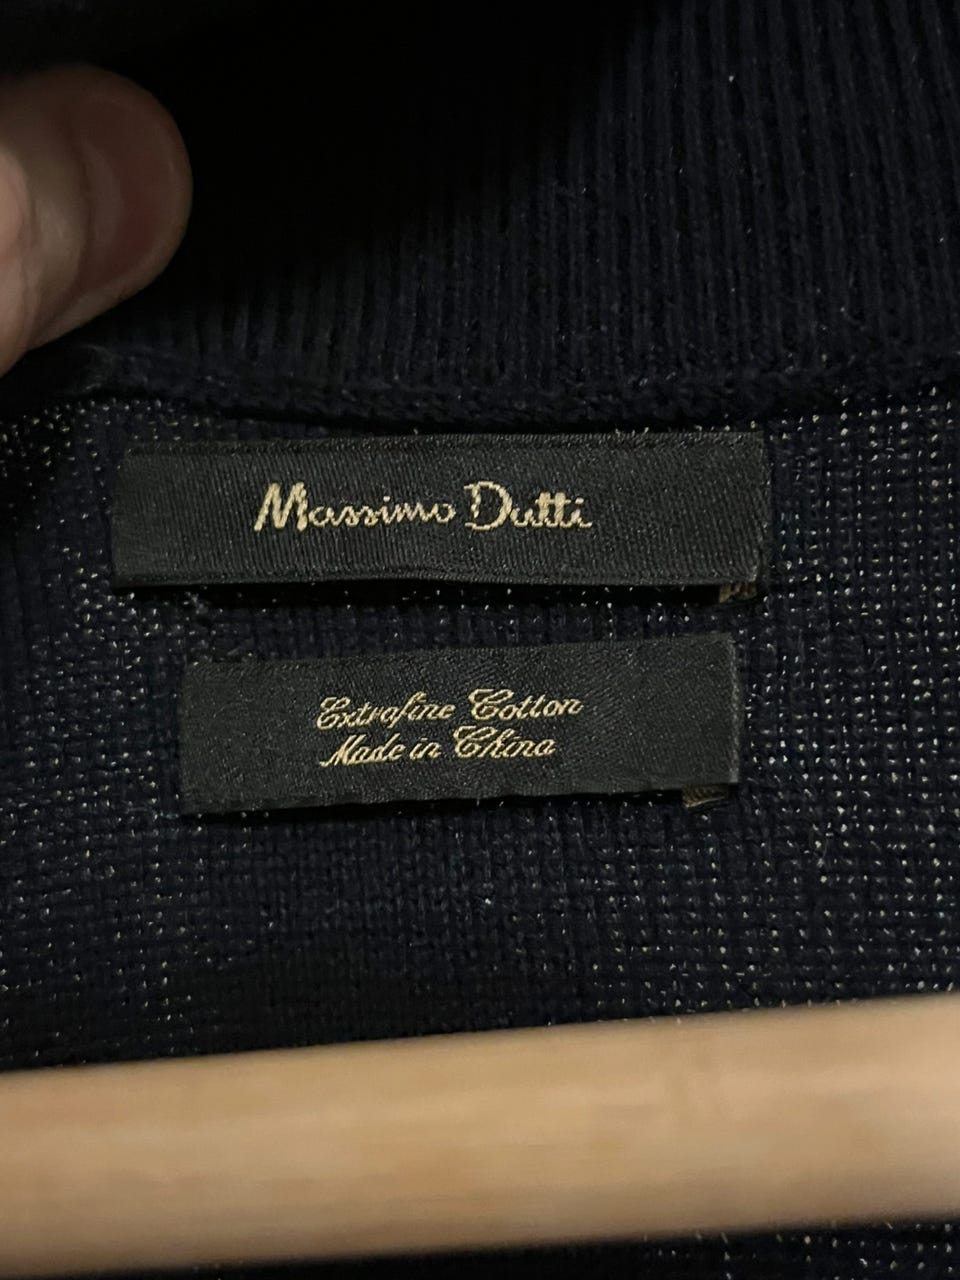 Massimo Dutti
Extrafine Cotton
Made in China